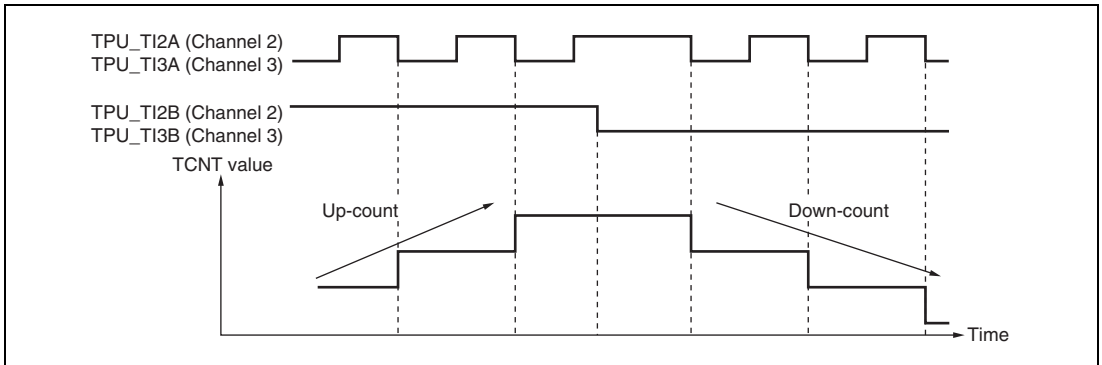 TPU_TI2A (Channel 2)
TPU_TI3A (Channel 3)
TPU_TI2B (Channel 2)
TPU_TI3B (Channel 3)
TCNT value
Up-count
Down-count
Time